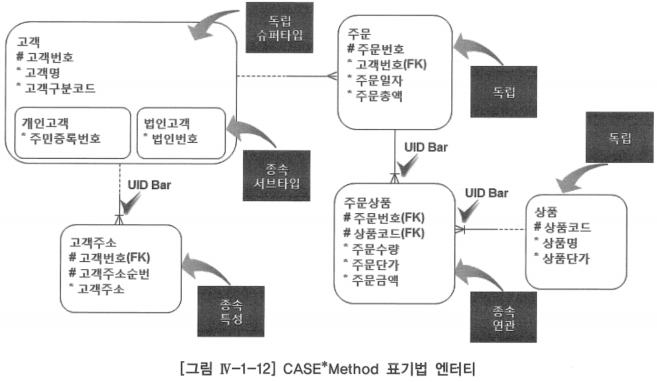 독립
슈퍼타입
고객
# 고객번호
* 고객명
* 고객구분코드
개인고객
* 주민증록번호
법인고객
* 법인번호
종속
서브타입
주문
# 주문번호
* 고객번호(FK)
* 주문일자
* 주문총액
독립
독립
UID Bar
UID Bar
UID Bar
고객주소
# 고객번호(FK)
# 고객주소순번
* 고객주소
종속
특성
주문상품
# 주문번호(FK)
# 상품코드(FK)
* 주문수량
* 주문단가
* 주문금액
종속
연관
상품
# 상품코드
* 상품명
* 상품단가
[그림 Ⅳ-1-12] CASE*Method 표기법 엔터티